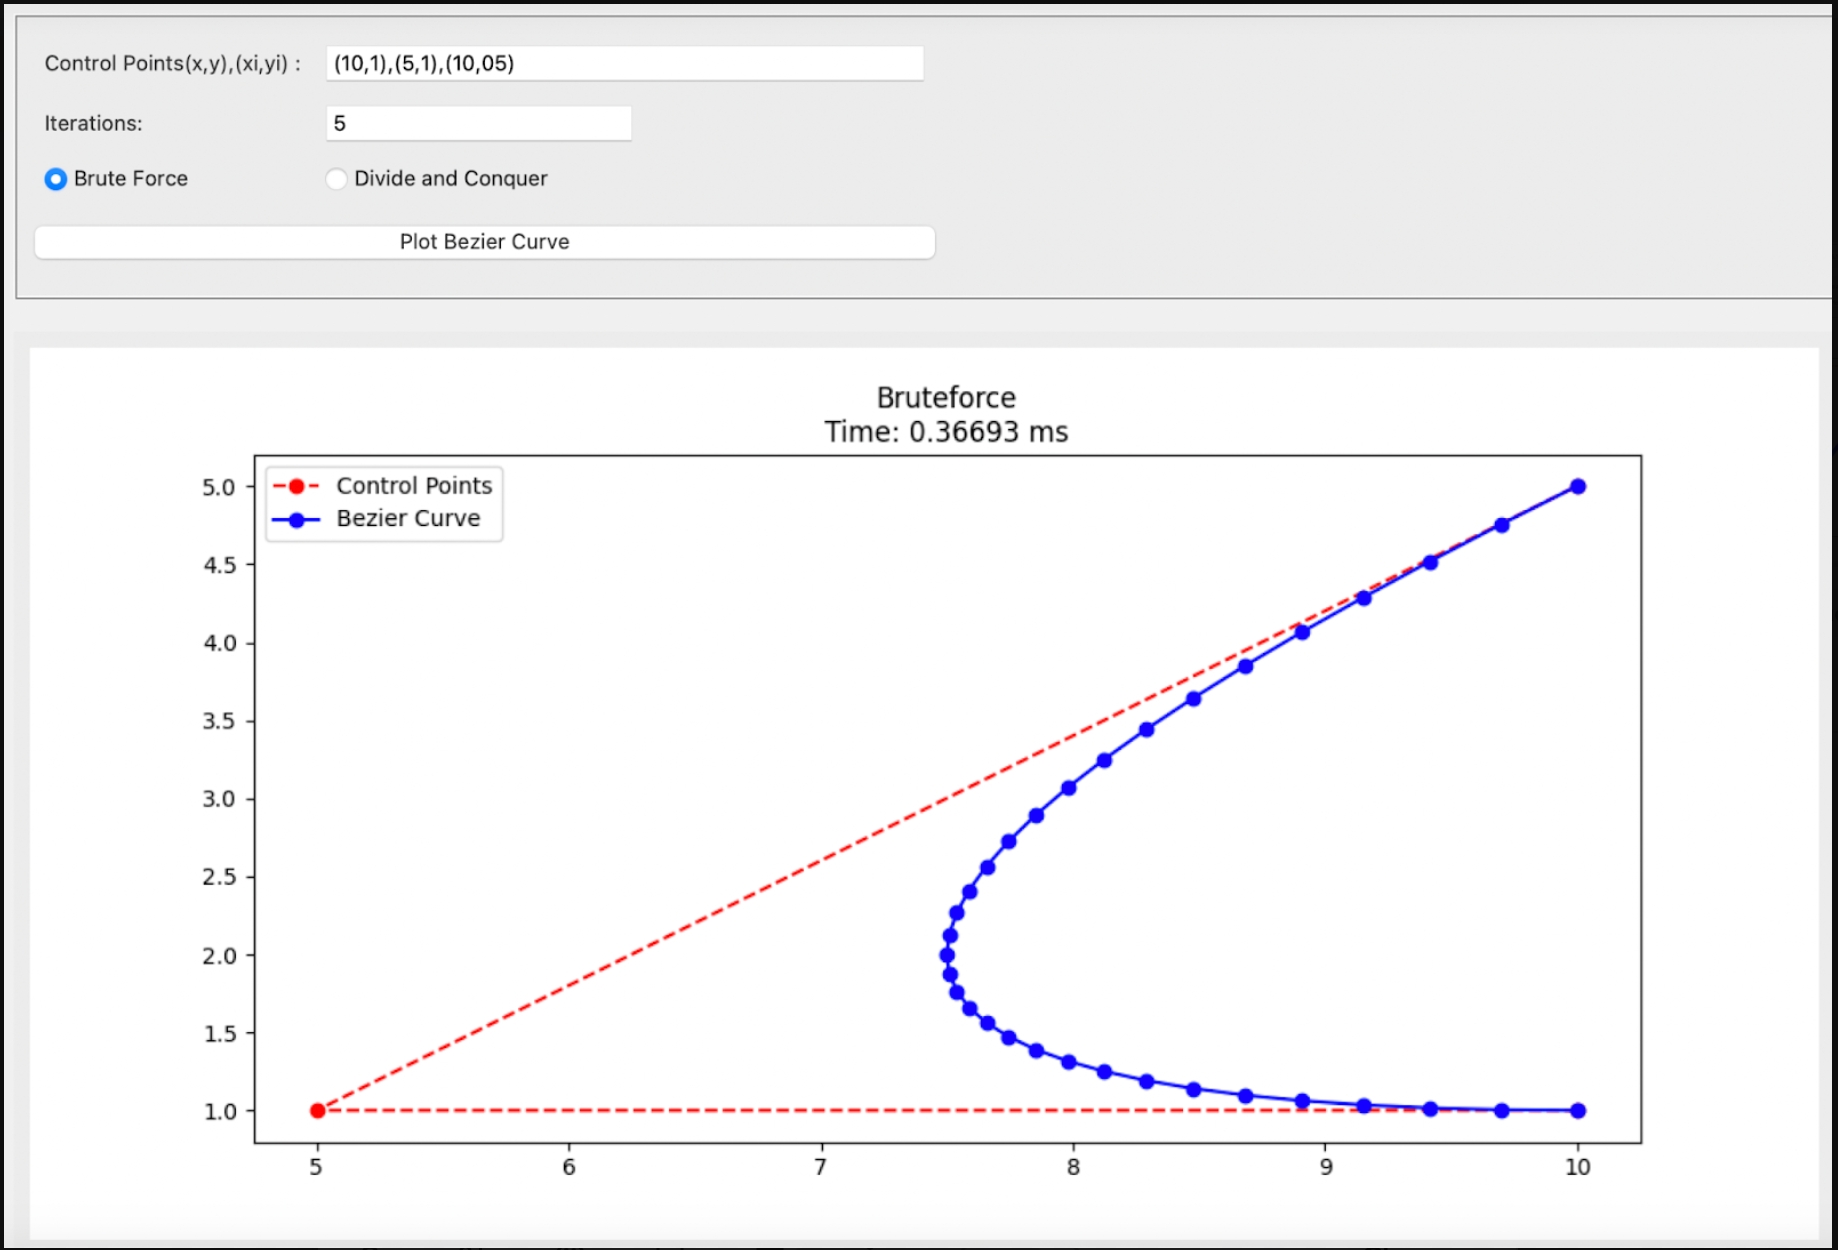 Control Points(x,y),(xi,yi) : (10,1),(5,1),(10,05)
Iterations: 5
Brute Force Divide and Conquer
Plot Bezier Curve
Bruteforce
Time: 0.36693 ms
Control Points
Bezier Curve
5.0
4.5
4.0
3.5
3.0
2.5
2.0
1.5
1.0
5 6 7 8 9 10